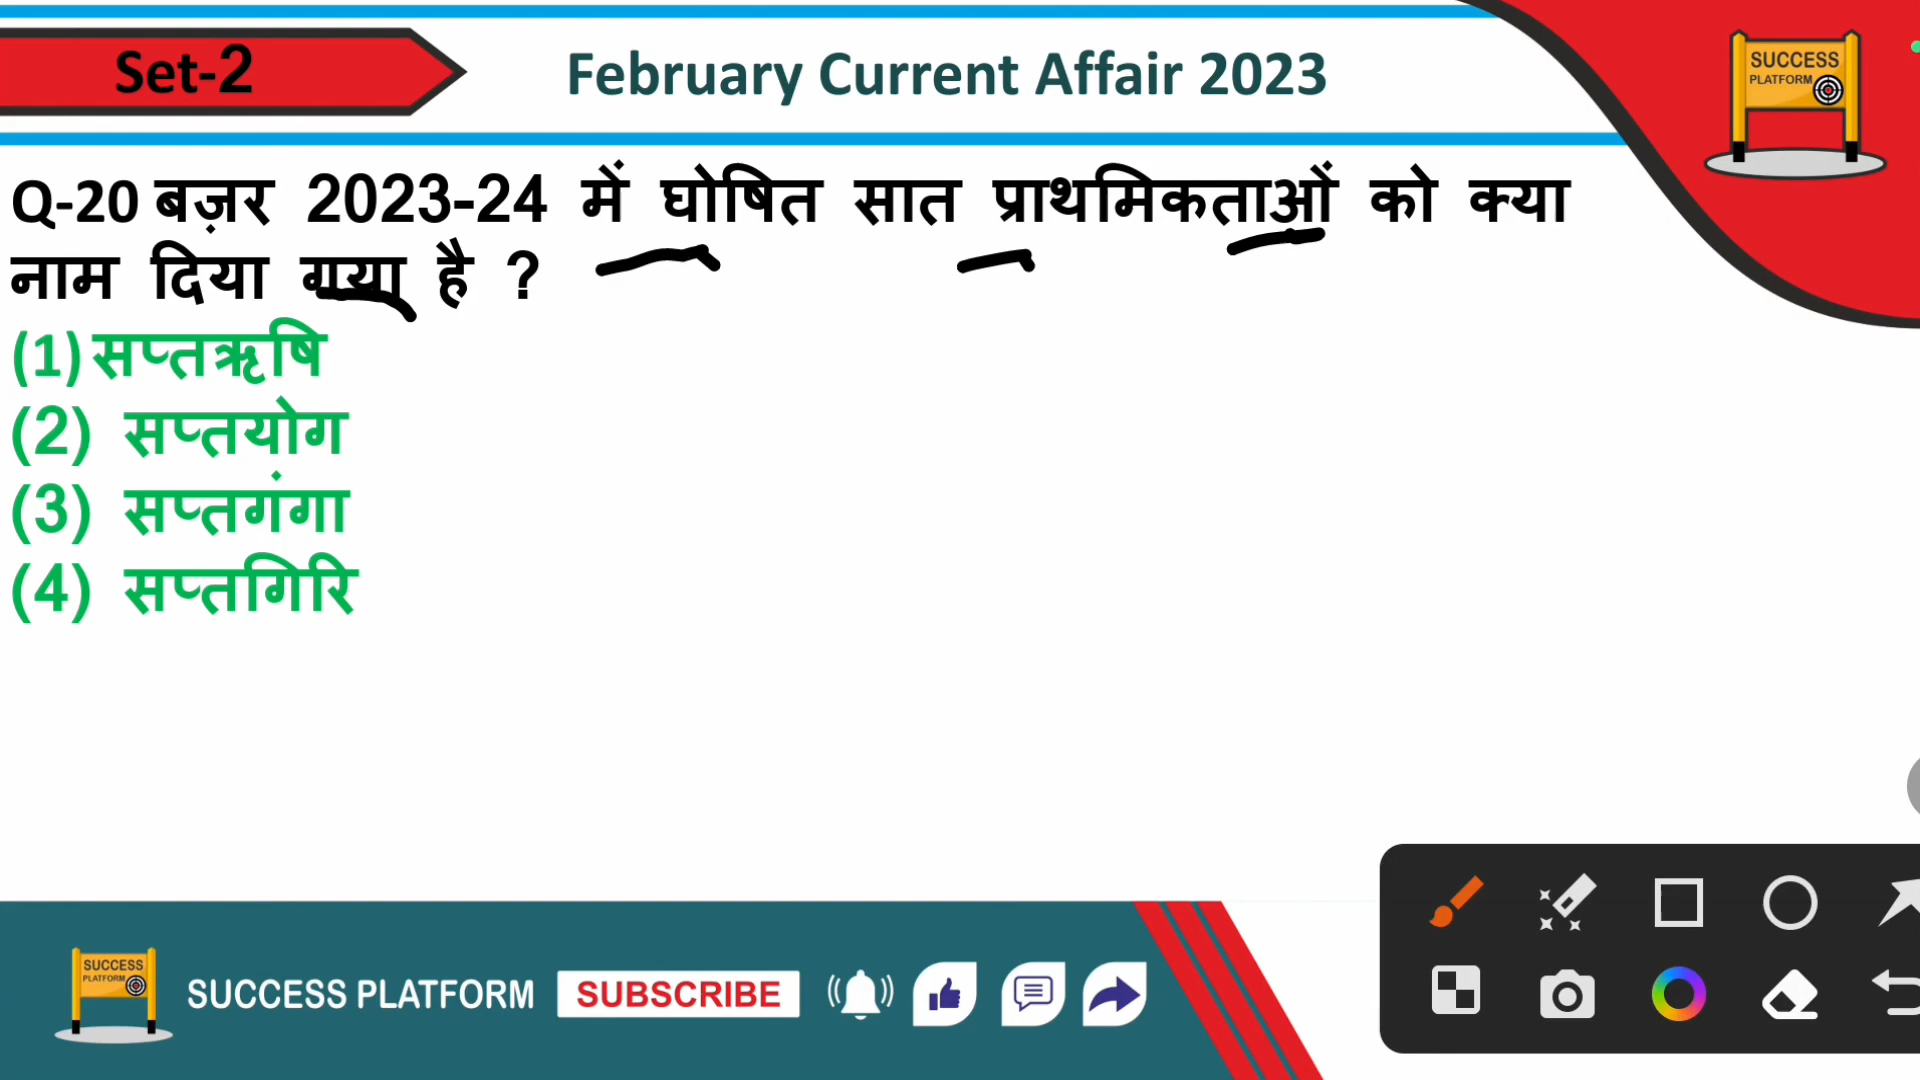 Set-2
February Current Affair 2023
SUCCESS
PLATFORM
Q-20 बज़र 2023-24 में घोषित सात प्राथमिकताओं को क्या
नाम दिया गया है ?
(1) सप्तऋषि
(2) सप्तयोग
(3) सप्तगंगा
(4) सप्तगिरि
SUCCESS
PLATFORM
SUCCESS PLATFORM
SUBSCRIBE